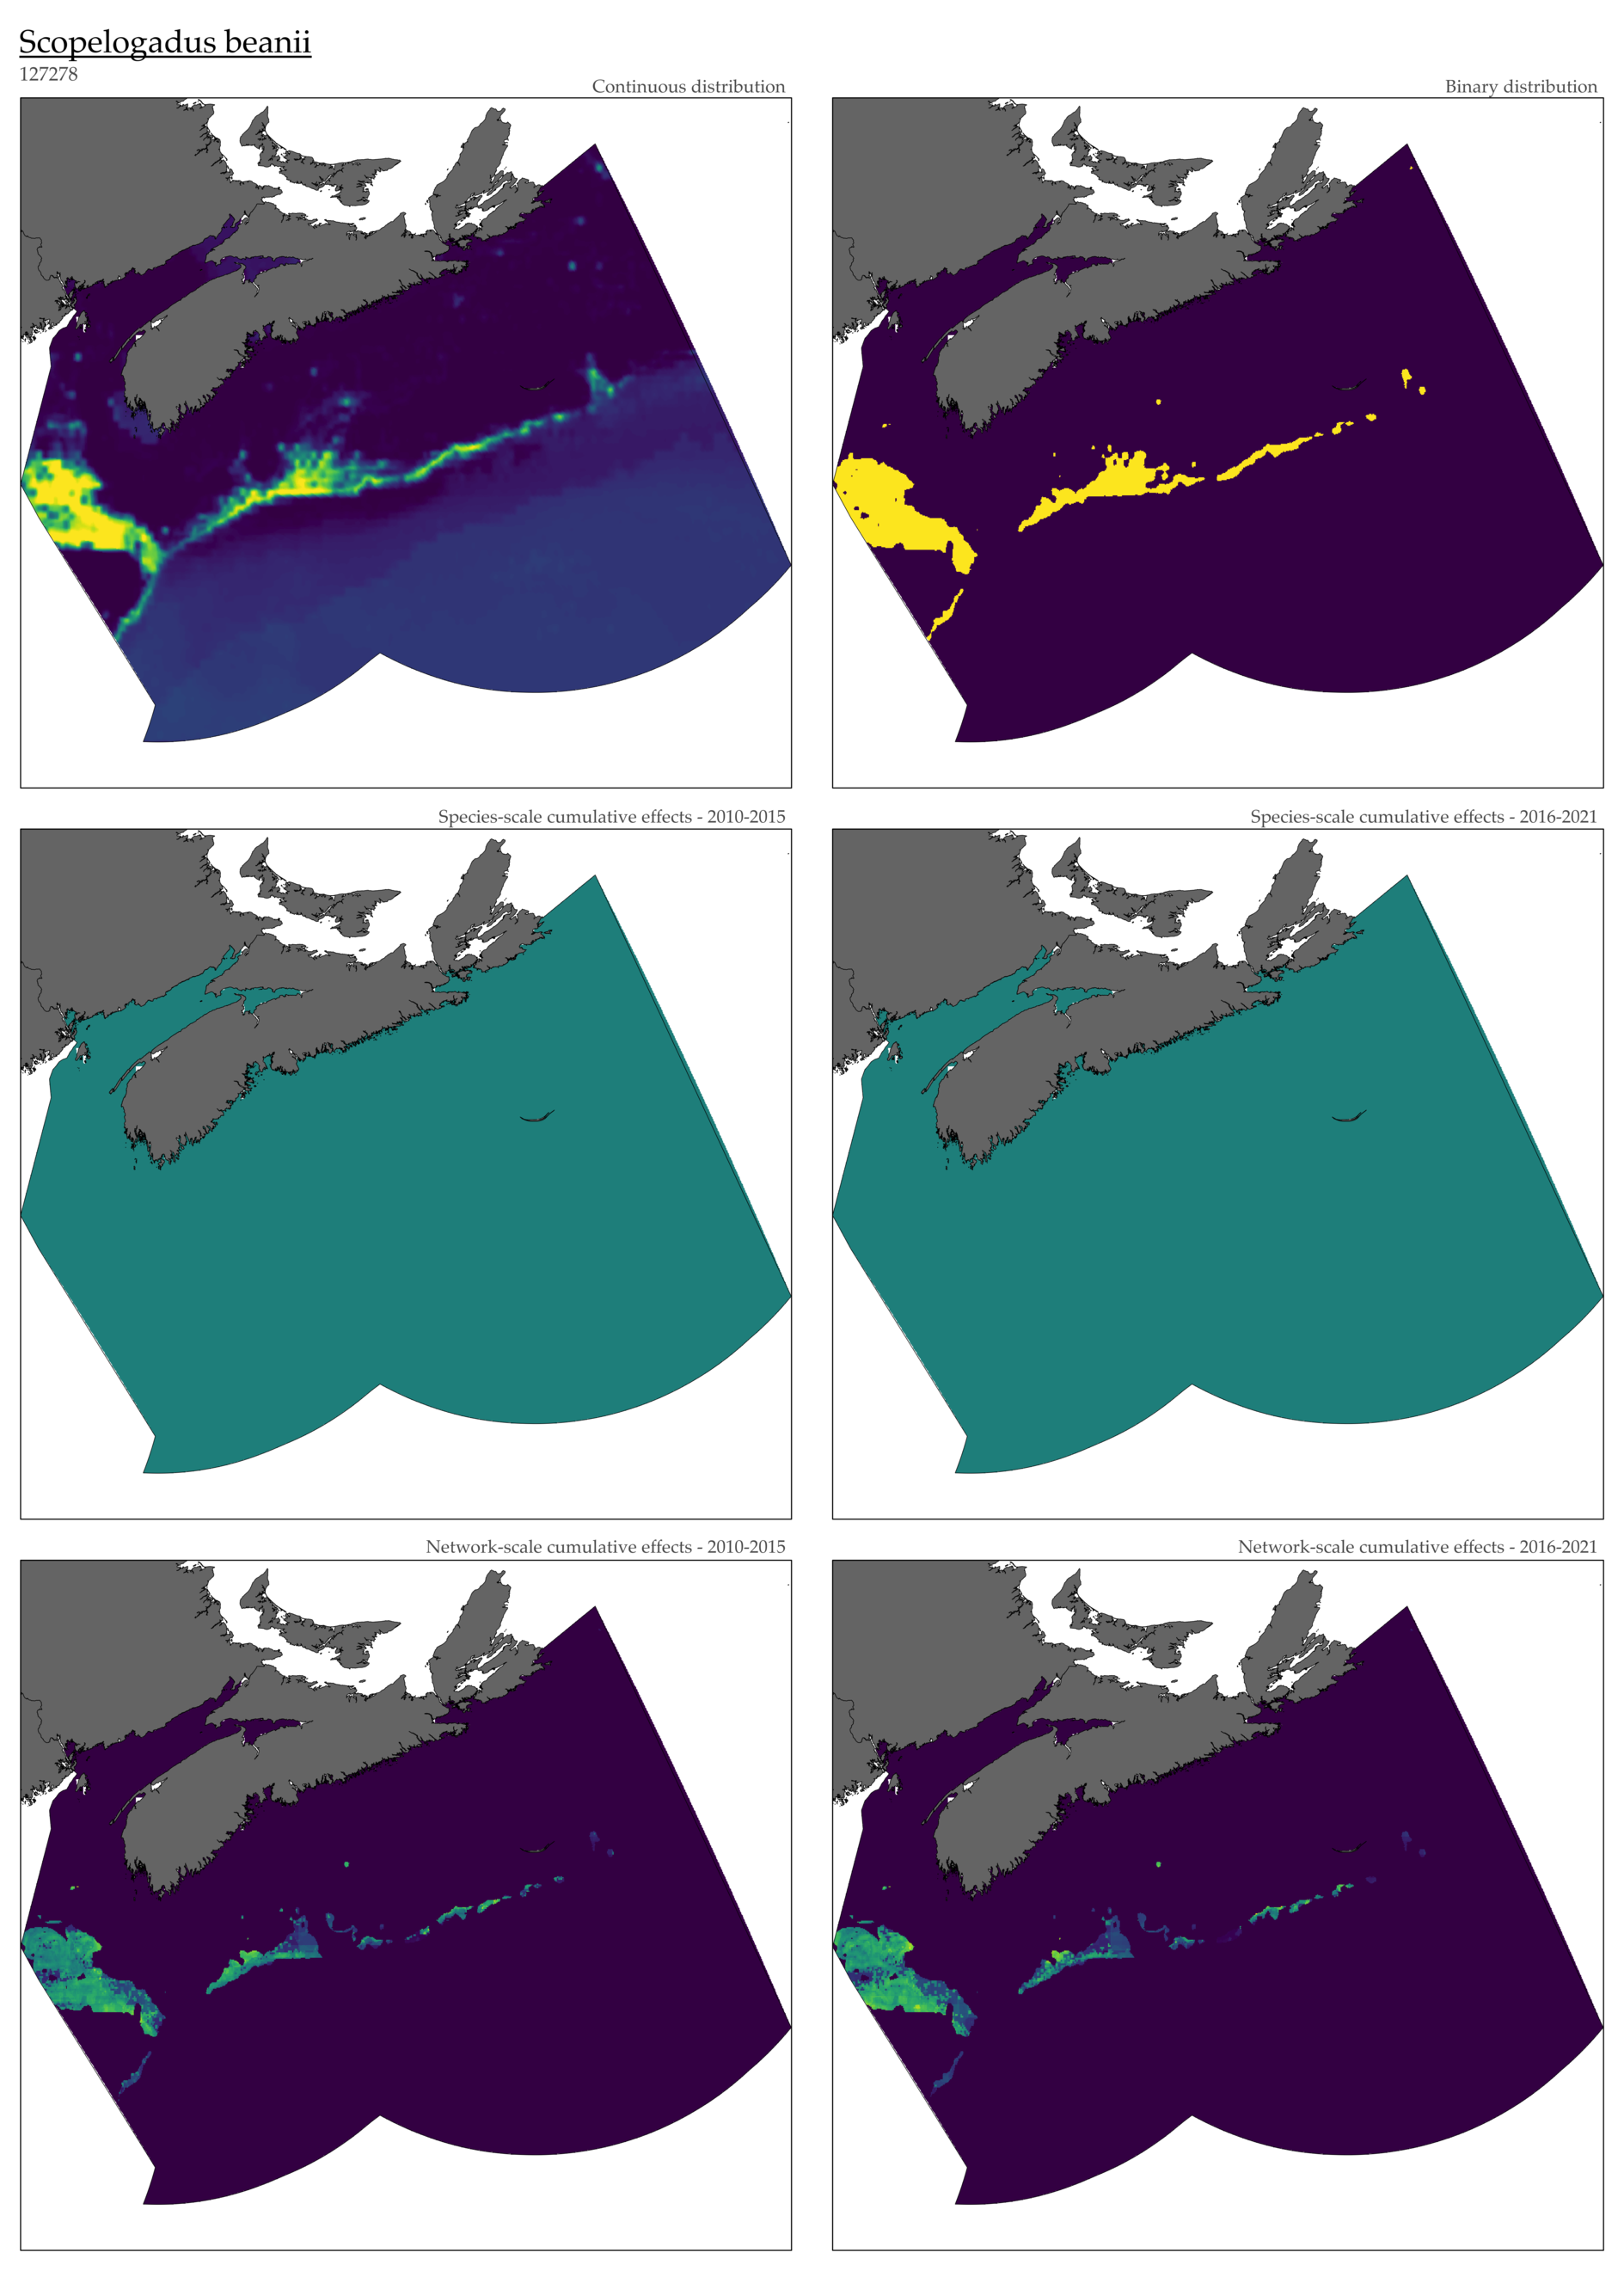 Scopelogadus beanii
127278
Continuous distribution
Binary distribution
Species-scale cumulative effects - 2010-2015
Species-scale cumulative effects - 2016-2021
Network-scale cumulative effects - 2010-2015
Network-scale cumulative effects - 2016-2021